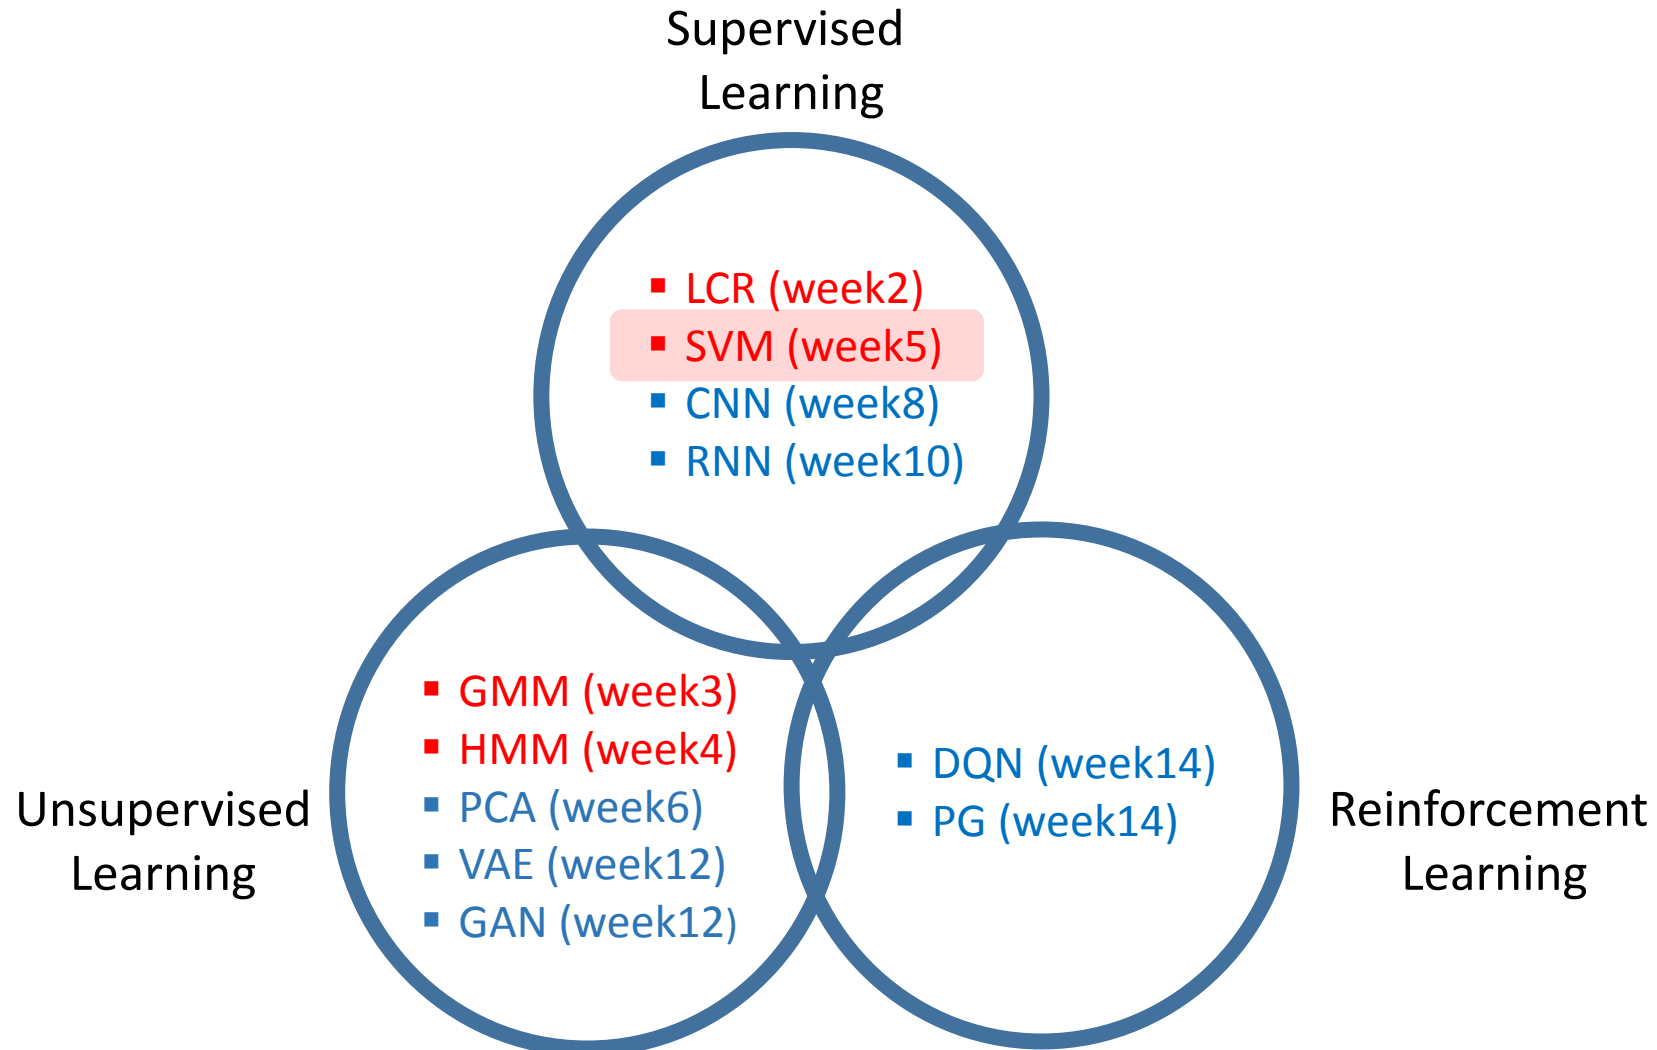 Supervised
Learning
▪ LCR (week2)
▪ SVM (week5)
▪ CNN (week8)
▪ RNN (week10)
Unsupervised
Learning
▪ GMM (week3)
▪ HMM (week4)
▪ PCA (week6)
▪ VAE (week12)
▪ GAN (week12)
▪ DQN (week14)
▪ PG (week14)
Reinforcement
Learning